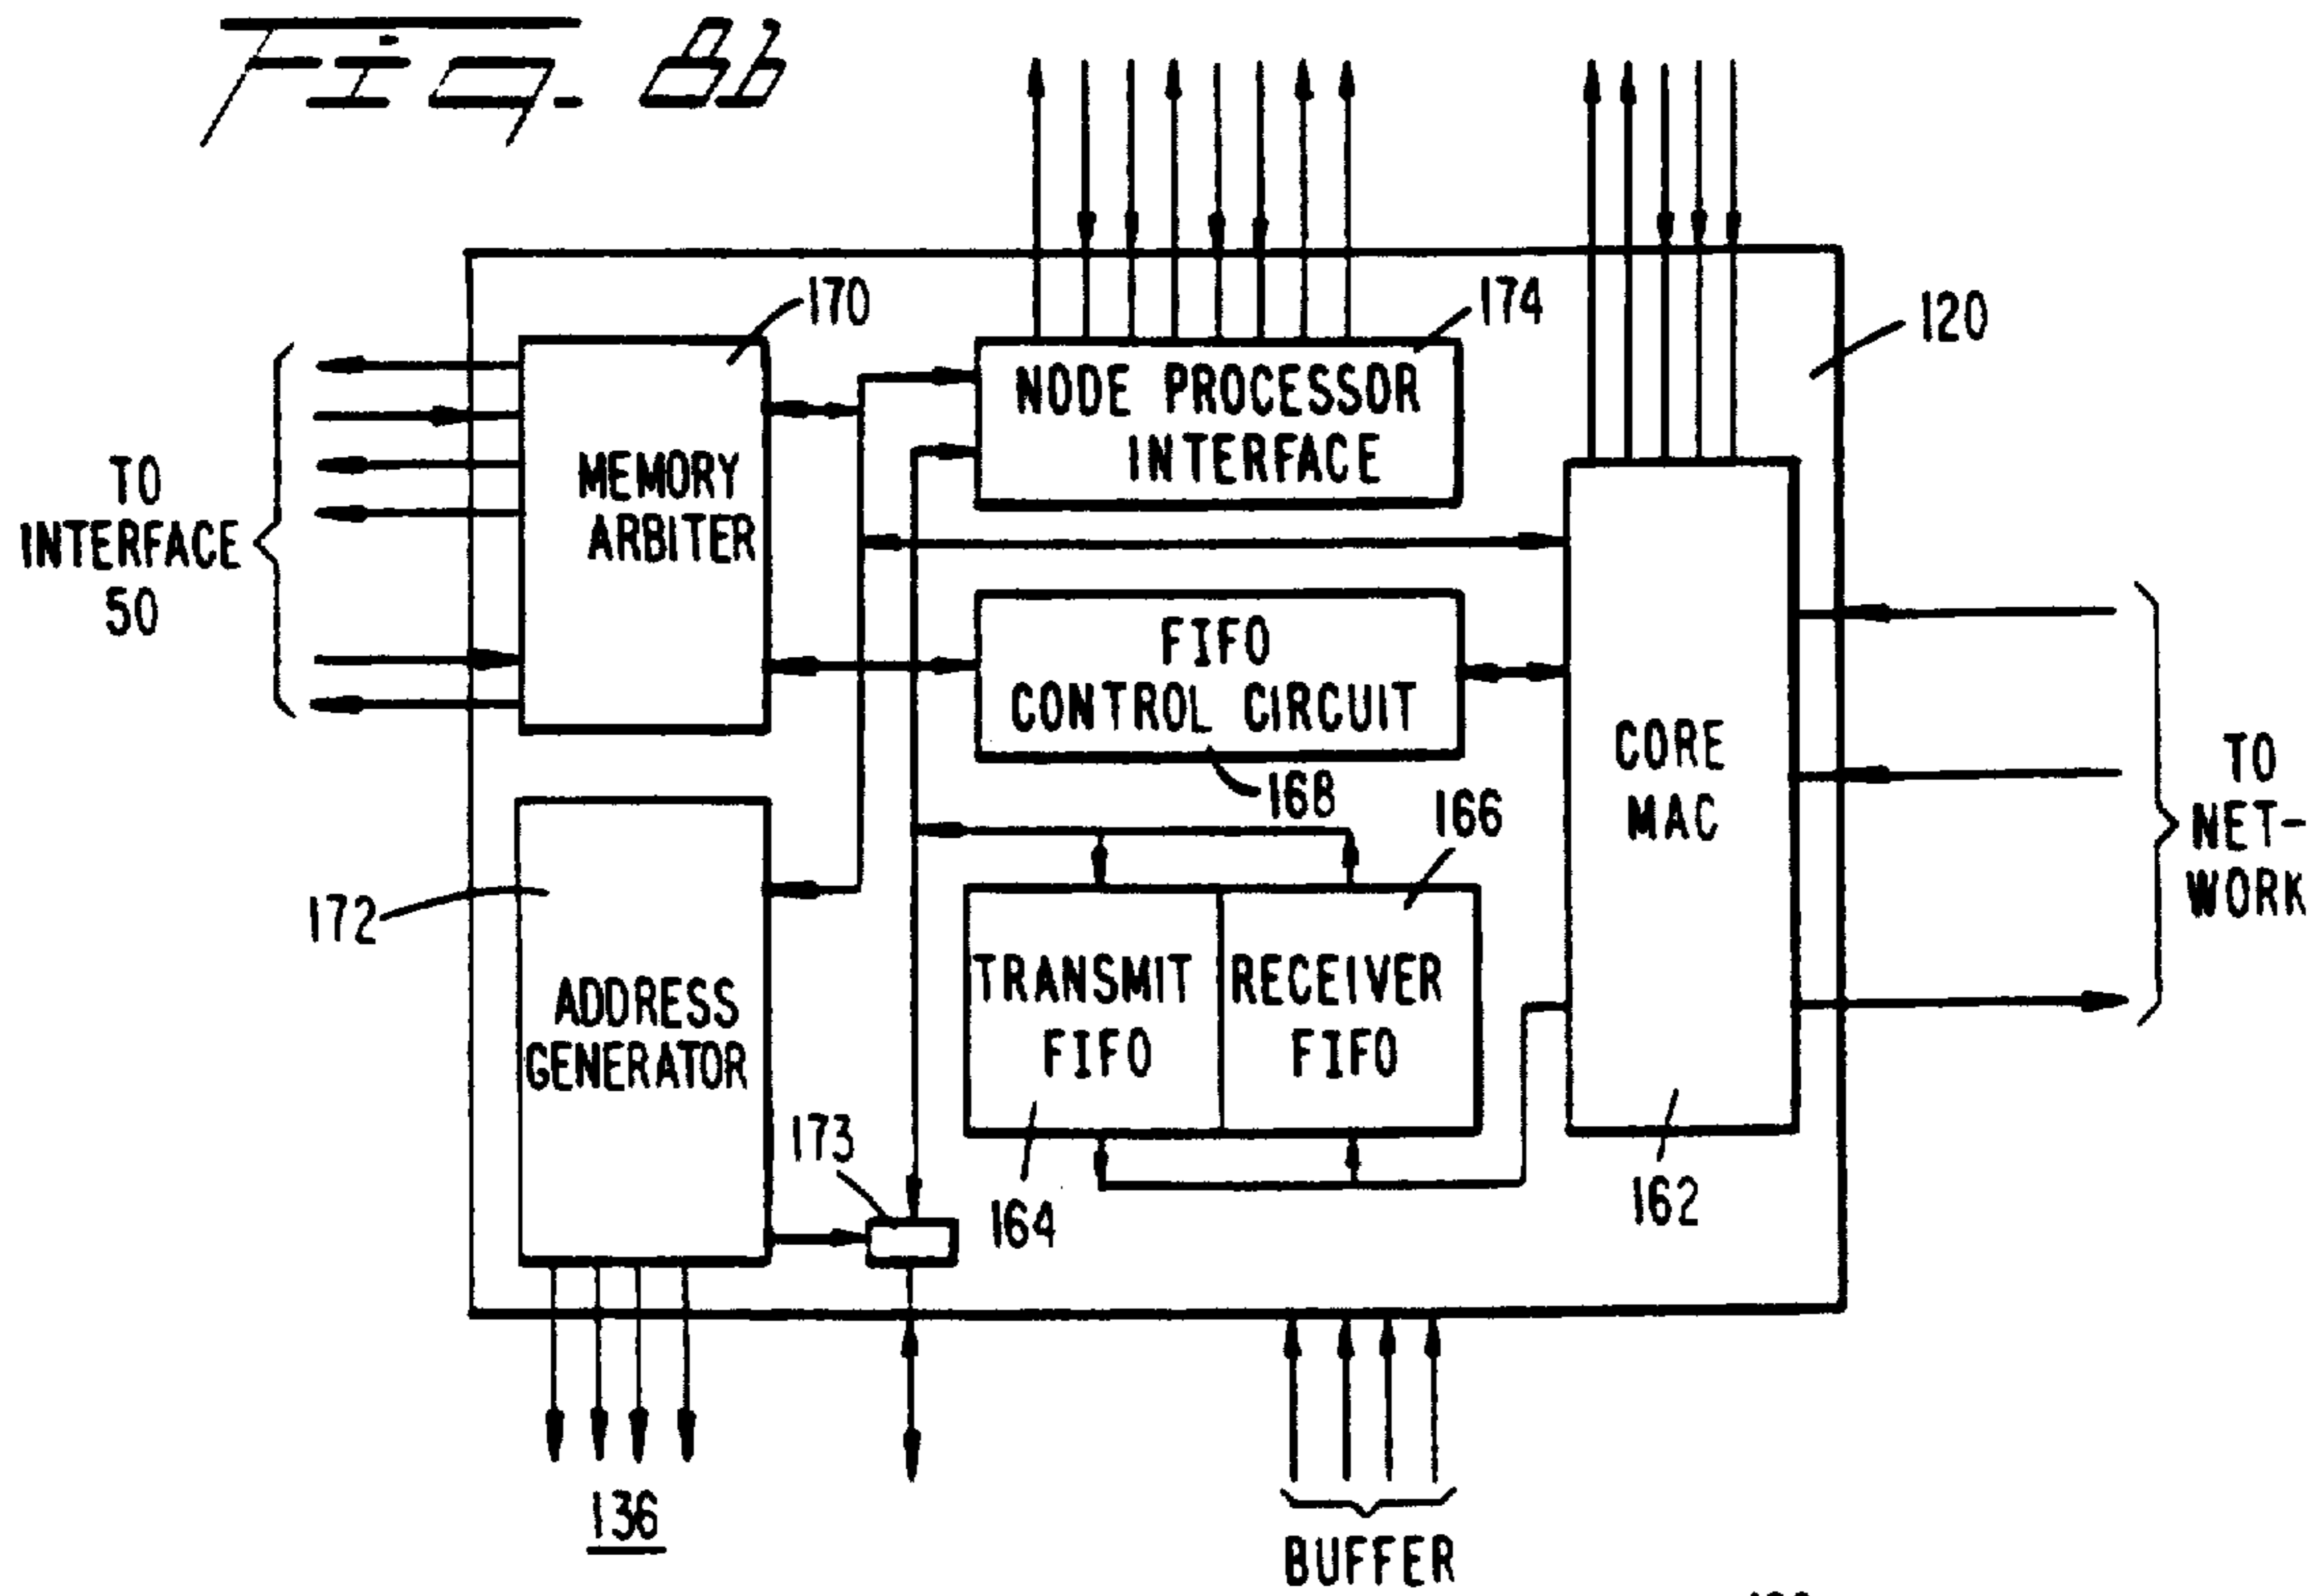 Fig. 8b
170
174
120
NODE PROCESSOR
INTERFACE
MEMORY
ARBITER
TO
INTERFACE
50
FIFO
CONTROL CIRCUIT
168
166
CORE
MAC
TO
NET-
WORK
172
TRANSMIT
FIFO
RECEIVER
FIFO
ADDRESS
GENERATOR
173
164
162
136
BUFFER